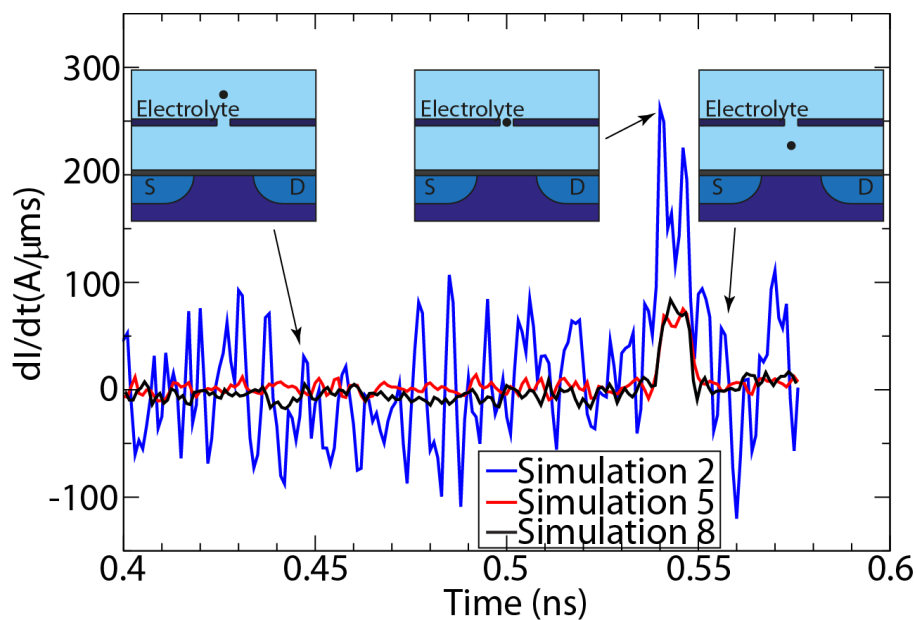 300
250
200
100
0
-100
dI/dt(A/μms)
Electrolyte
S D
Electrolyte
S D
Electrolyte
S D
Simulation 2
Simulation 5
Simulation 8
0.4 0.45 0.5 0.55 0.6
Time (ns)